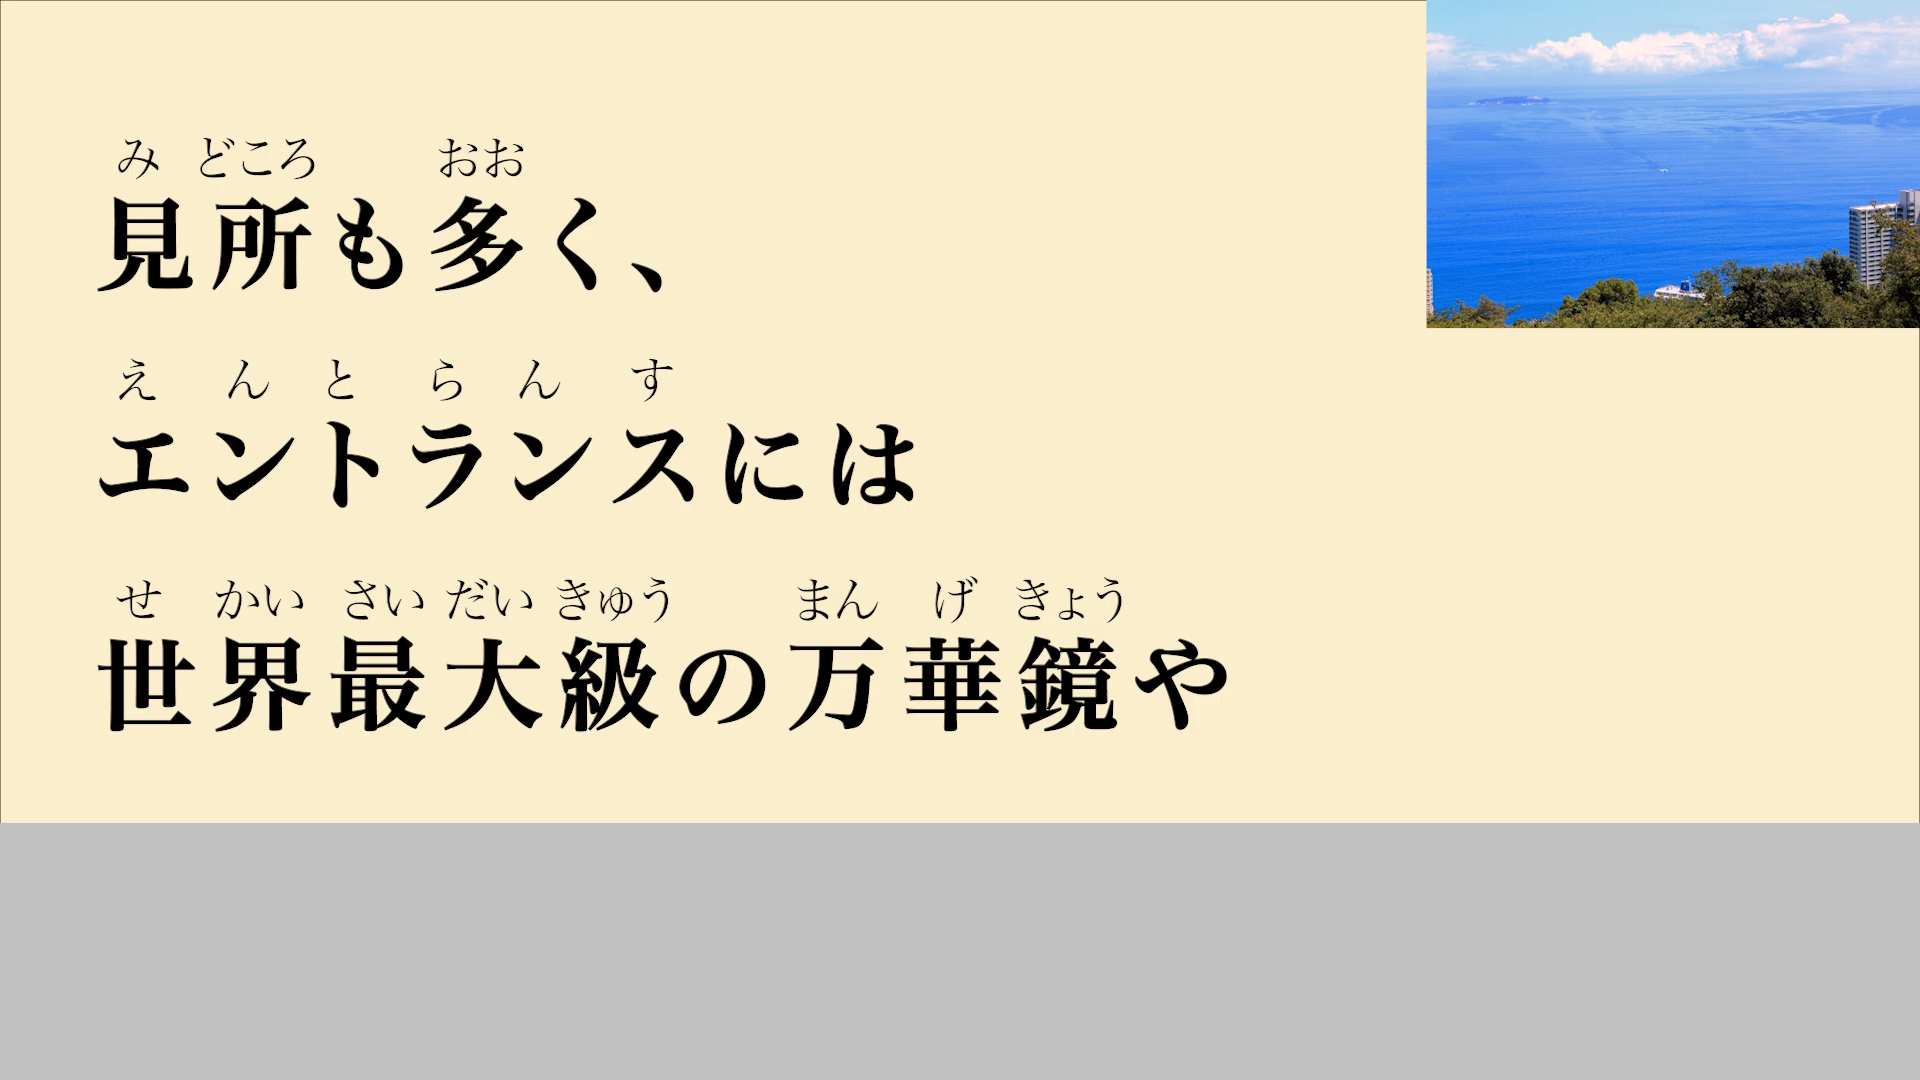 み どころ おお
見所も多く、
え ん と ら ん す
エントランスには
せ かい さい だい きゅう まん げ きょう
世界最大級の万華鏡や